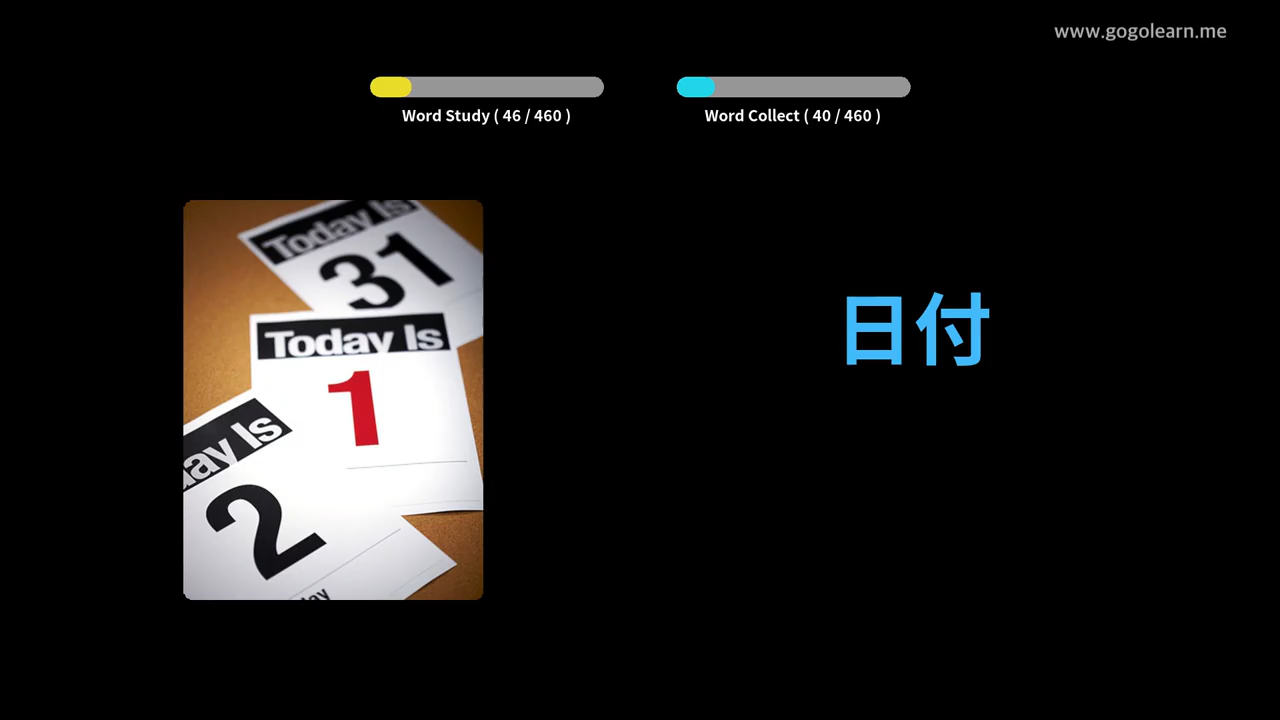 www.gogolearn.me
Word Study ( 46 / 460 )
Word Collect ( 40 / 460 )
Today Is
31
Today Is
1
ay Is
2
日付